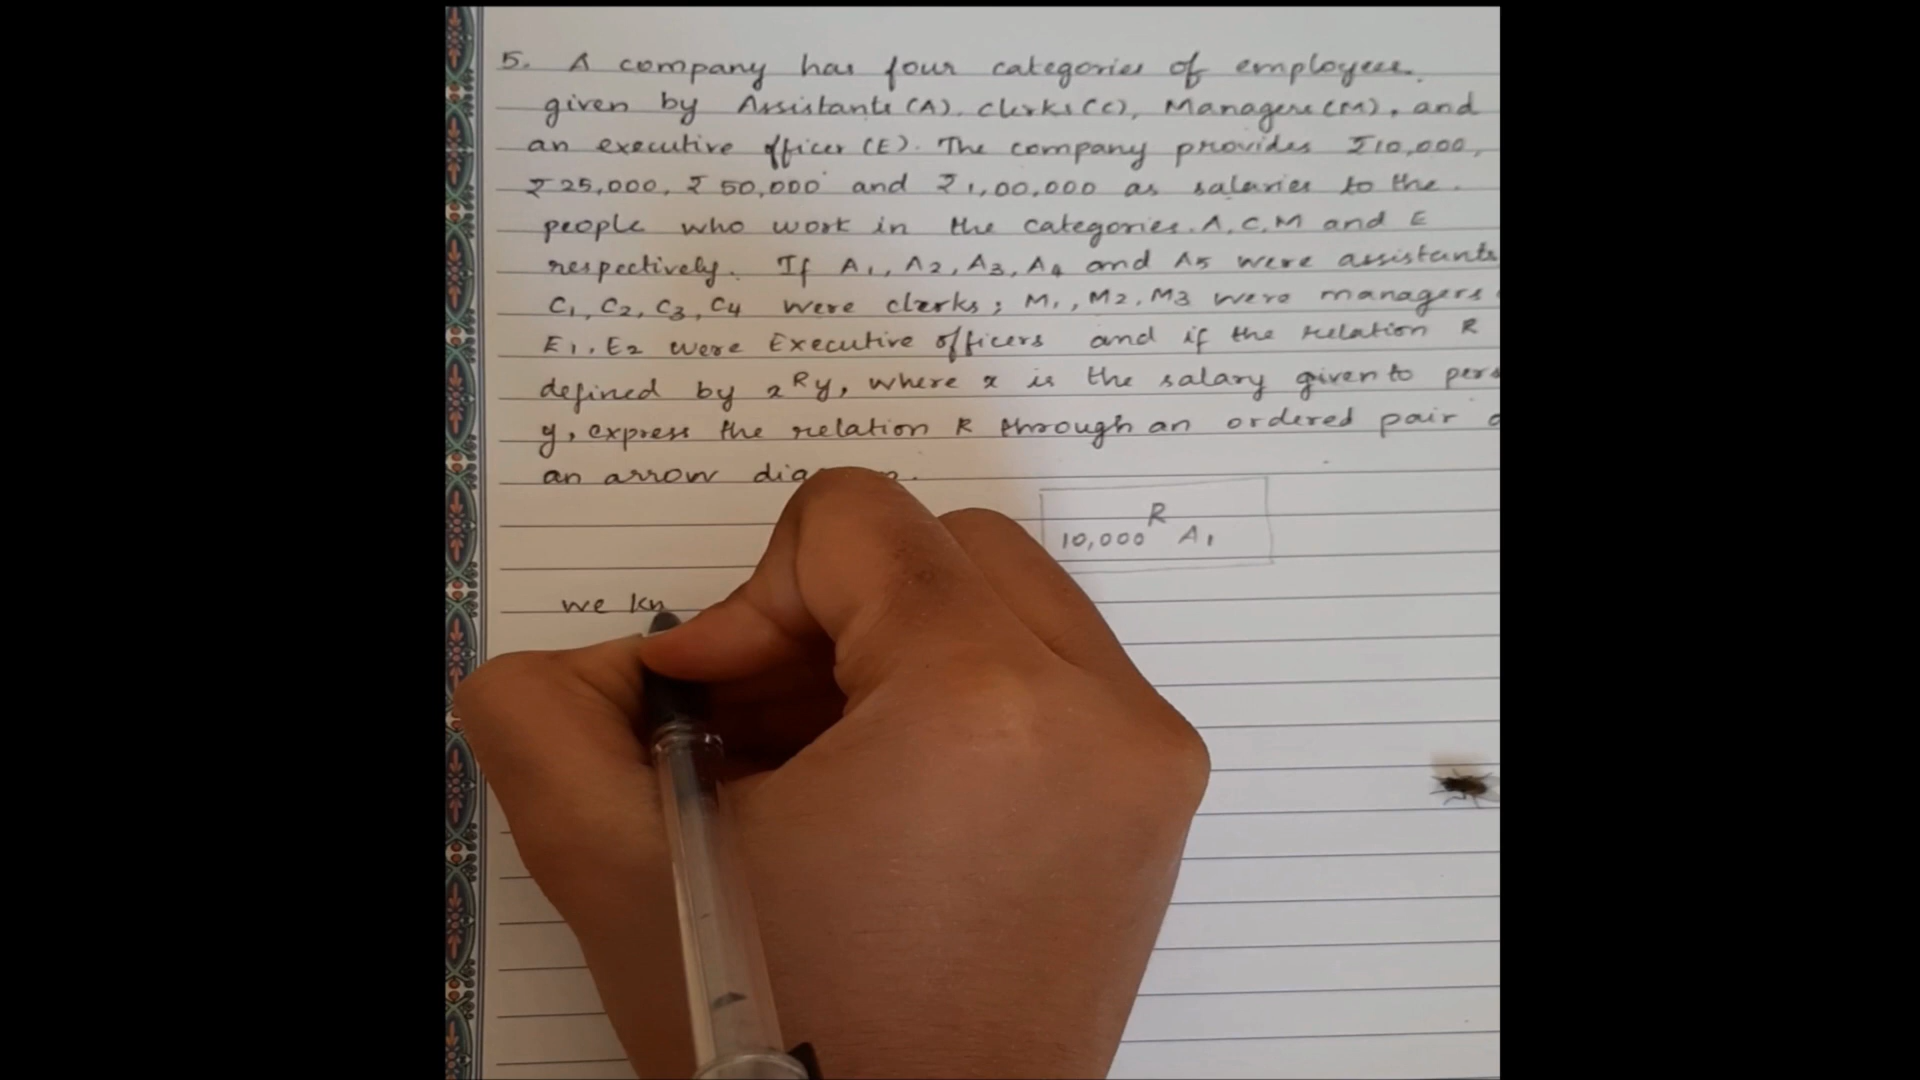 5. A company has four categories of employees.
given by Assistants (A), Clerks (C), Managers (M), and
an executive officer (E). The company provides ₹10,000,
₹25,000, ₹50,000 and ₹1,00,000 as salaries to the
people who work in the categories. A, C, M and E
respectively. If A1, A2, A3, A4 and A5 were assistants
C1, C2, C3, C4 were clerks; M1, M2, M3 were managers
E1, E2 were Executive officers and if the relation R
defined by xRy, where x is the salary given to pers
y, express the relation R through an ordered pair
an arrow dia
R
10,000 A1
we kn